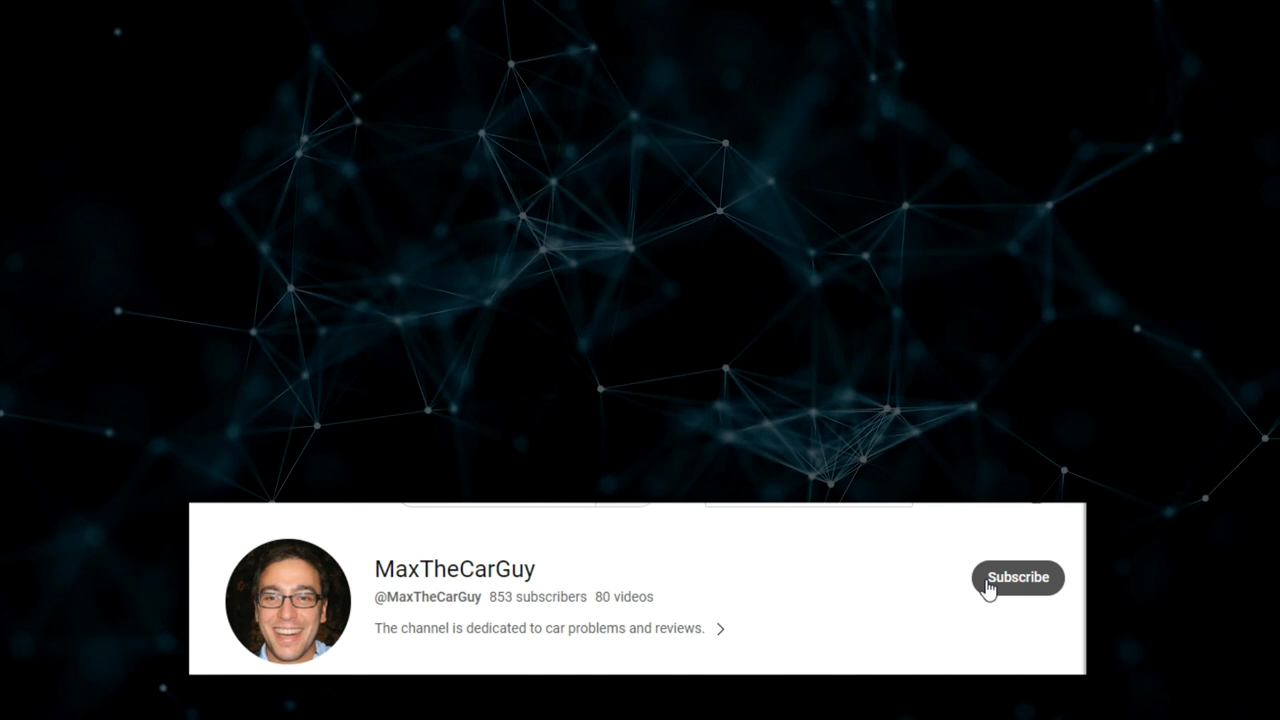 MaxTheCarGuy
@MaxTheCarGuy 853 subscribers 80 videos
The channel is dedicated to car problems and reviews.
Subscribe